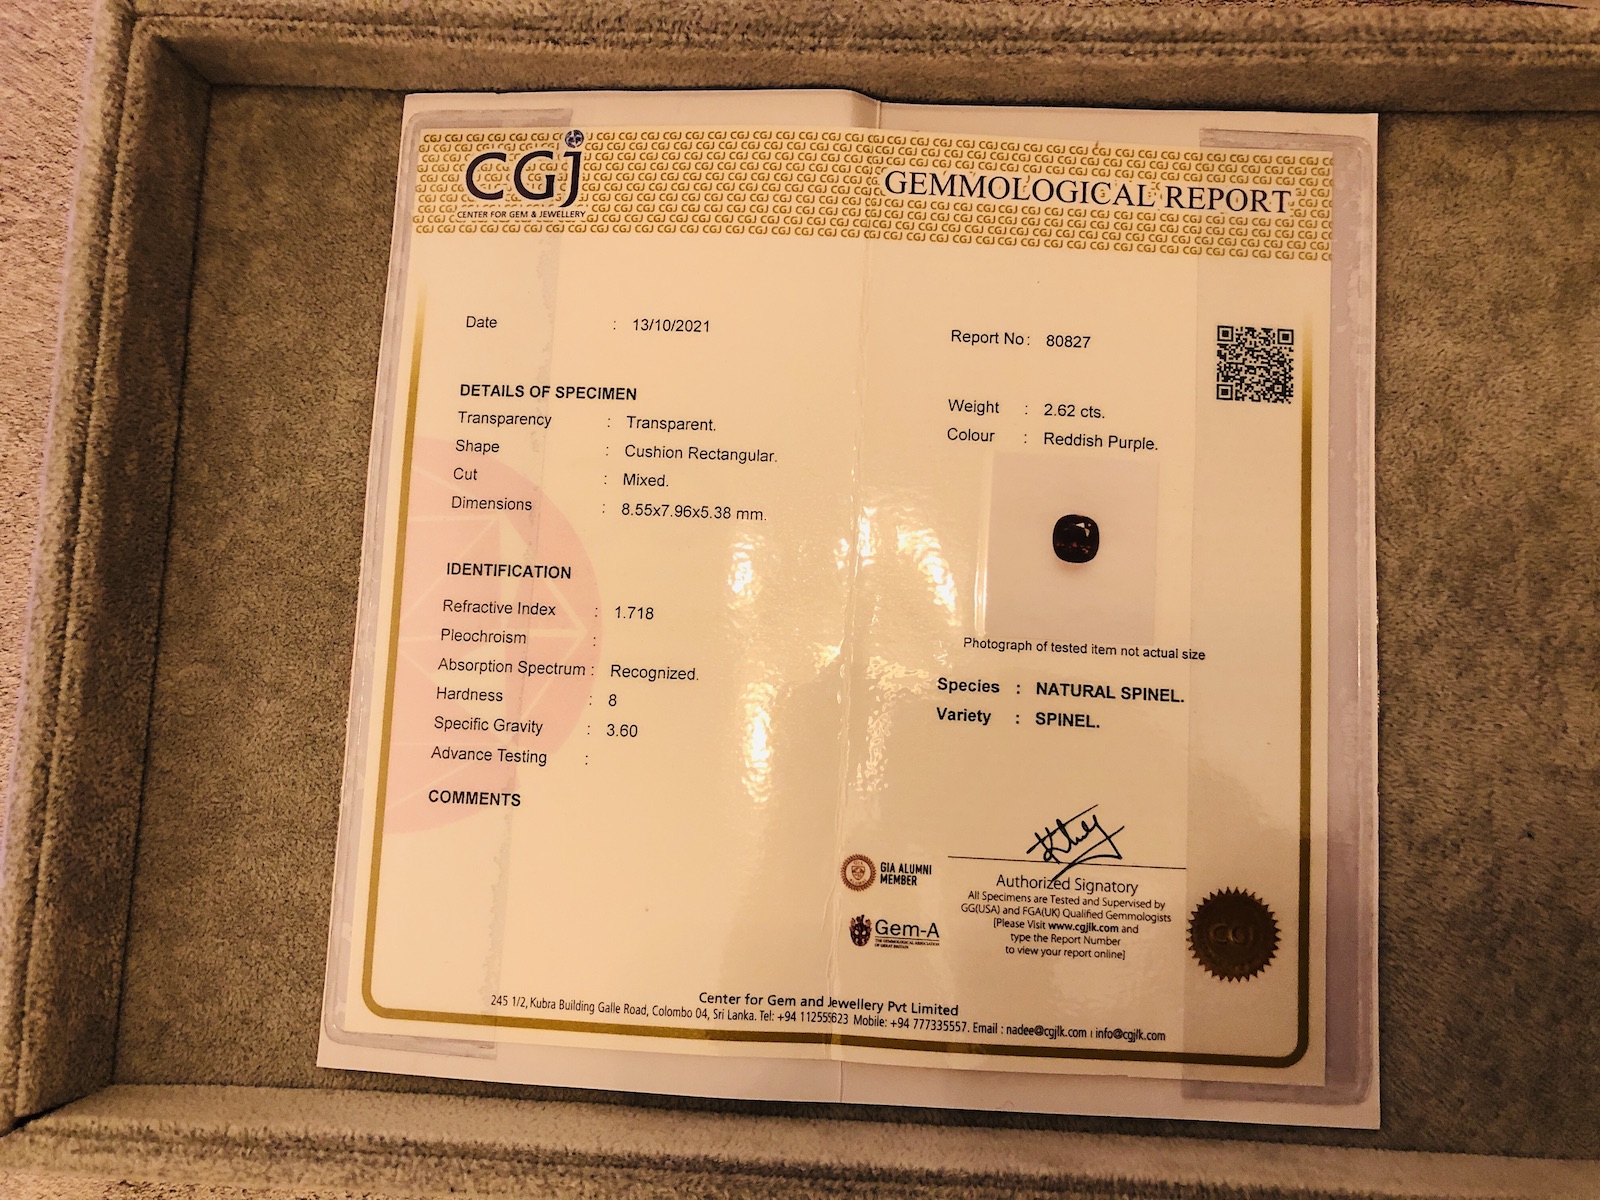 CGJ
CENTER FOR GEM & JEWELLERY
GEMMOLOGICAL REPORT
Date : 13/10/2021
Report No : 80827
DETAILS OF SPECIMEN
Transparency : Transparent.
Shape : Cushion Rectangular.
Cut : Mixed.
Dimensions : 8.55x7.96x5.38 mm.
Weight : 2.62 cts.
Colour : Reddish Purple.
IDENTIFICATION
Refractive Index : 1.718
Pleochroism :
Absorption Spectrum : Recognized.
Hardness : 8
Specific Gravity : 3.60
Advance Testing :
COMMENTS
Photograph of tested item not actual size
Species : NATURAL SPINEL.
Variety : SPINEL.
GIA ALUMNI
MEMBER
Gem-A
THE GEMMOLOGICAL ASSOCIATION
OF GREAT BRITAIN
Authorized Signatory
All Specimens are Tested and Supervised by
GG(USA) and FGA(UK) Qualified Gemmologists
[Please Visit www.cgjlk.com and
type the Report Number
to view your report online]
CGJ
Center for Gem and Jewellery Pvt Limited
245 1/2, Kubra Building Galle Road, Colombo 04, Sri Lanka. Tel: +94 112555623 Mobile: +94 777335557. Email : nadee@cgjlk.com ı info@cgjlk.com